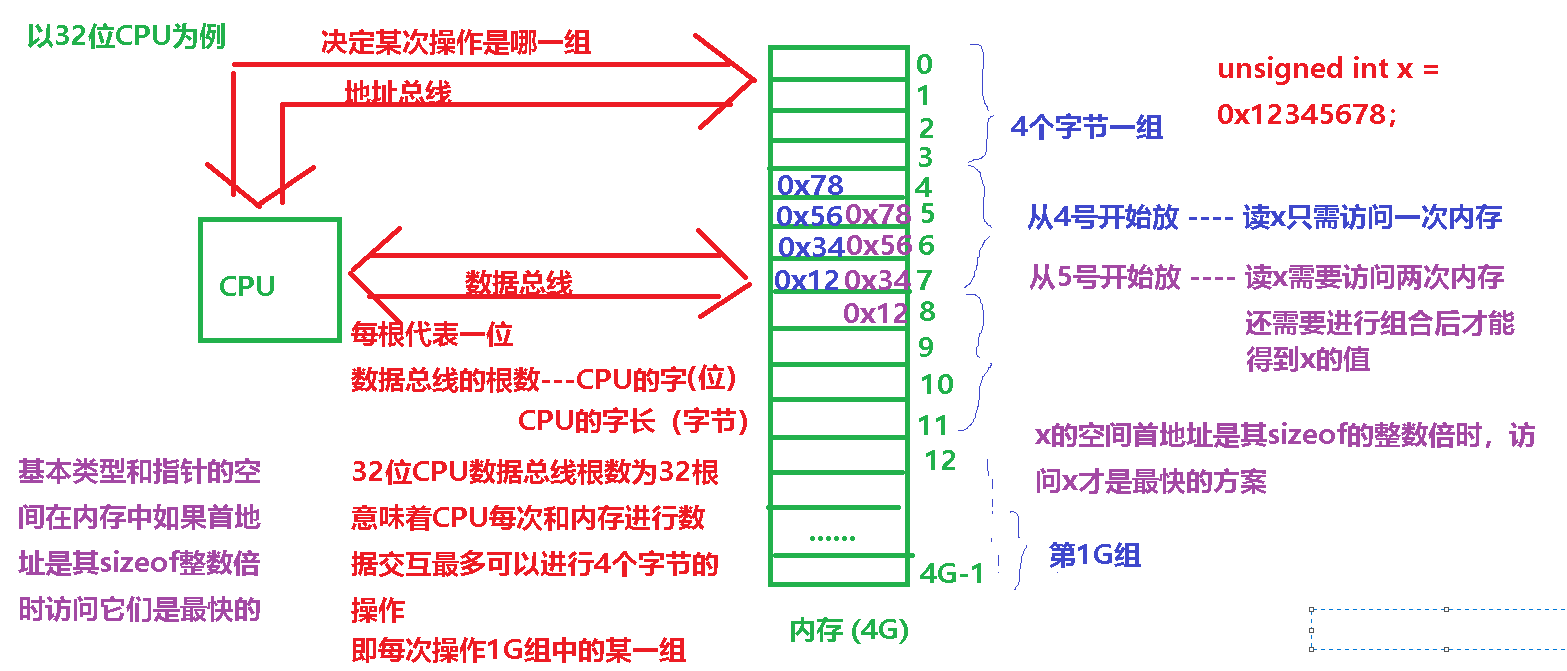 以32位CPU为例
决定某次操作是哪一组
地址总线
CPU
数据总线
每根代表一位
数据总线的根数---CPU的字(位)
CPU的字长（字节）
32位CPU数据总线根数为32根
意味着CPU每次和内存进行数
据交互最多可以进行4个字节的
操作
即每次操作1G组中的某一组
基本类型和指针的空
间在内存中如果首地
址是其sizeof整数倍
时访问它们是最快的
0
1
2
3
0x78 4
0x56 0x78 5
0x34 0x56 6
0x12 0x34 7
0x12 8
9
10
11
12
......
4G-1
内存 (4G)
4个字节一组
第1G组
unsigned int x =
0x12345678;
从4号开始放 ---- 读x只需访问一次内存
从5号开始放 ---- 读x需要访问两次内存
还需要进行组合后才能
得到x的值
x的空间首地址是其sizeof的整数倍时，访
问x才是最快的方案